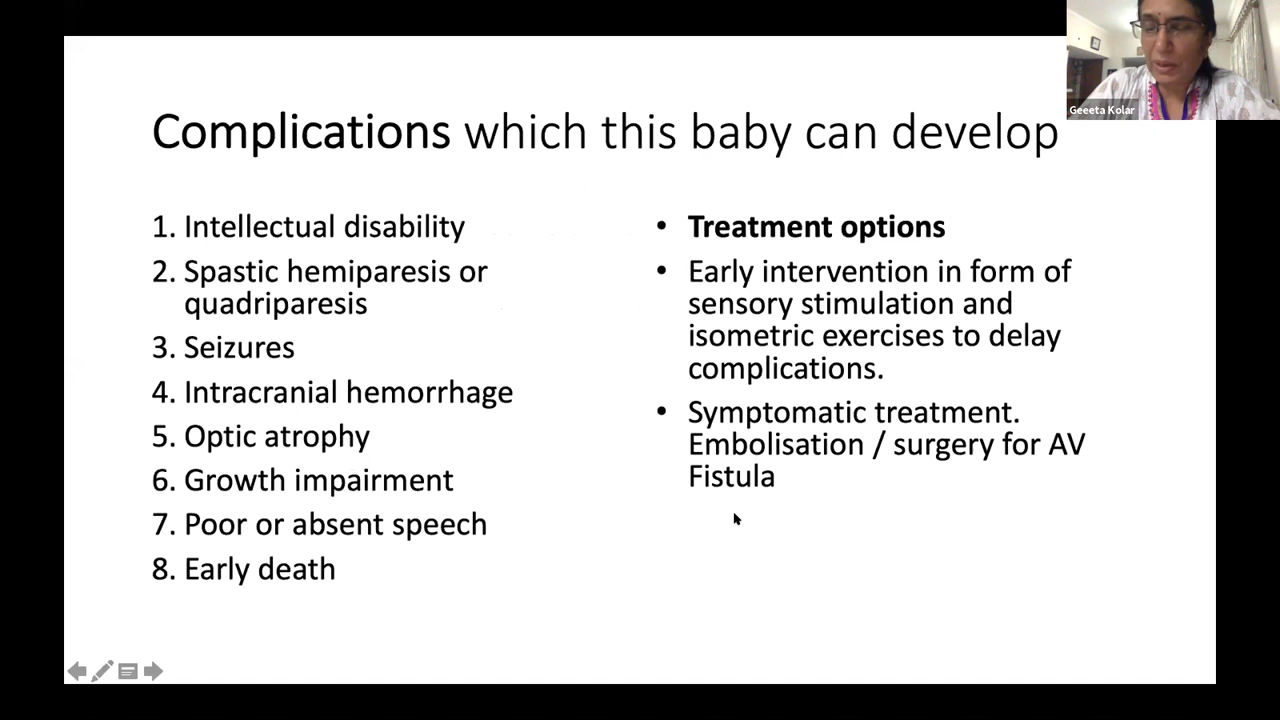 Geeeta Kolar
Complications which this baby can develop
1. Intellectual disability
2. Spastic hemiparesis or
quadriparesis
3. Seizures
4. Intracranial hemorrhage
5. Optic atrophy
6. Growth impairment
7. Poor or absent speech
8. Early death
• Treatment options
• Early intervention in form of
sensory stimulation and
isometric exercises to delay
complications.
• Symptomatic treatment.
Embolisation / surgery for AV
Fistula